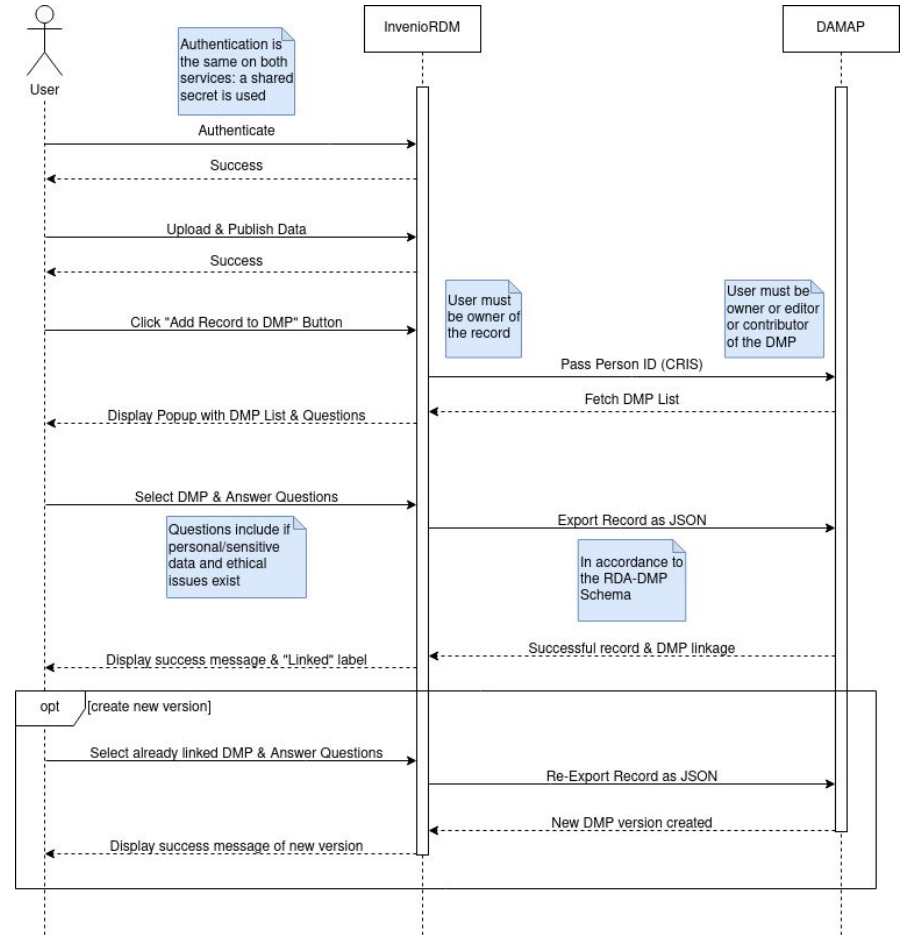 InvenioRDM
DAMAP
User
Authentication is
the same on both
services: a shared
secret is used
Authenticate
Success
Upload & Publish Data
Success
User must
be owner of
the record
User must be
owner or editor
or contributor
of the DMP
Click "Add Record to DMP" Button
Pass Person ID (CRIS)
Fetch DMP List
Display Popup with DMP List & Questions
Select DMP & Answer Questions
Export Record as JSON
Questions include if
personal/sensitive
data and ethical
issues exist
In accordance to
the RDA-DMP
Schema
Successful record & DMP linkage
Display success message & "Linked" label
opt
[create new version]
Select already linked DMP & Answer Questions
Re-Export Record as JSON
New DMP version created
Display success message of new version